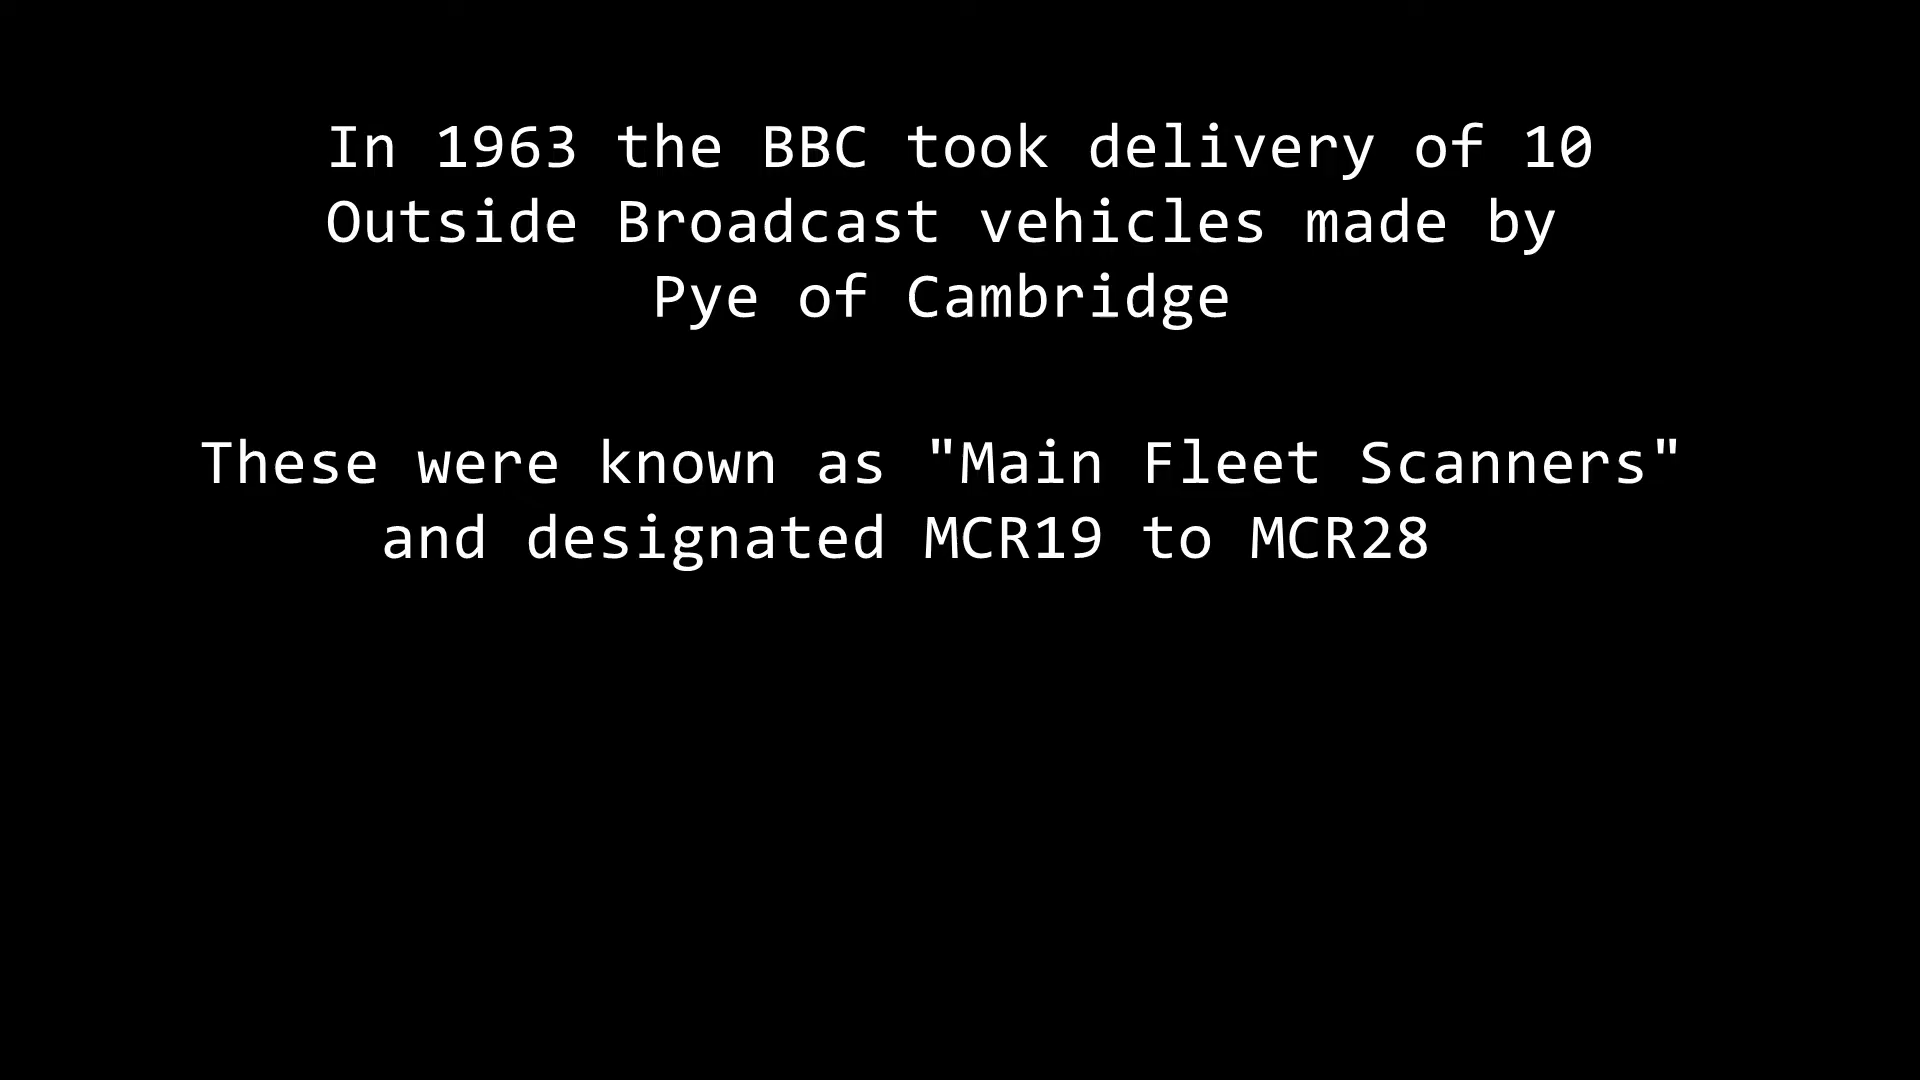 In 1963 the BBC took delivery of 10
Outside Broadcast vehicles made by
Pye of Cambridge
These were known as "Main Fleet Scanners"
and designated MCR19 to MCR28